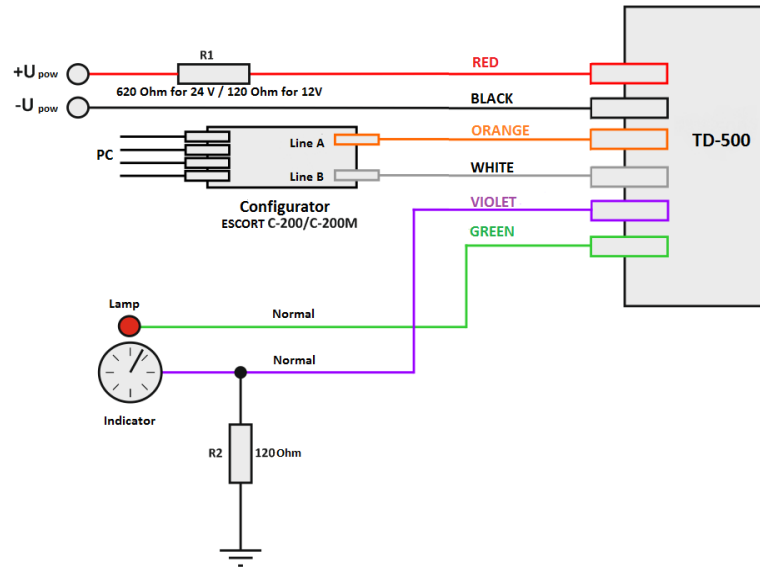 R1
+U pow
RED
620 Ohm for 24 V / 120 Ohm for 12V
-U pow
BLACK
ORANGE
TD-500
Line A
PC
WHITE
Line B
Configurator
ESCORT C-200/C-200M
VIOLET
GREEN
Lamp
Normal
Normal
Indicator
R2
120 Ohm